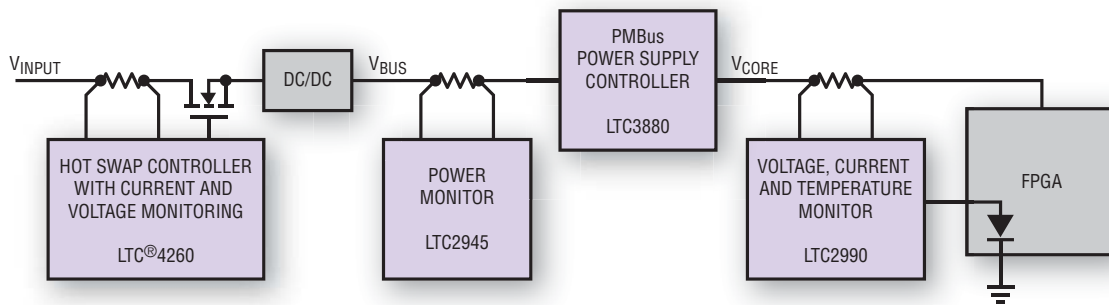 VINPUT
DC/DC
VBUS
PMBus
POWER SUPPLY
CONTROLLER
LTC3880
VCORE
HOT SWAP CONTROLLER
WITH CURRENT AND
VOLTAGE MONITORING
LTC®4260
POWER
MONITOR
LTC2945
VOLTAGE, CURRENT
AND TEMPERATURE
MONITOR
LTC2990
FPGA